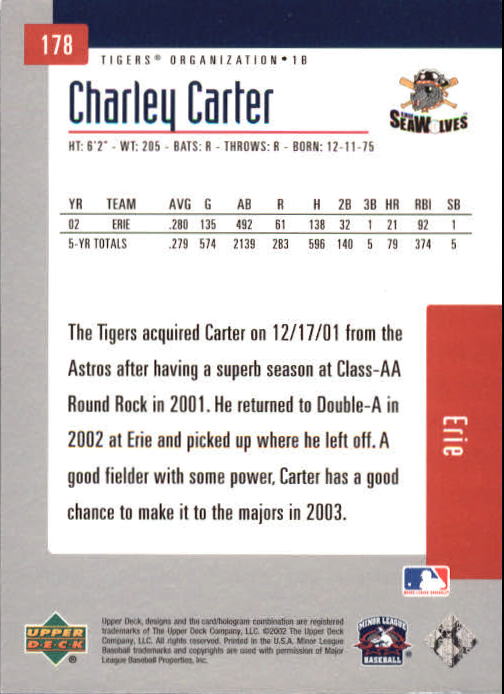 178
TIGERS® ORGANIZATION • 1B
Charley Carter
SEAWOLVES
HT: 6'2" - WT: 205 - BATS: R - THROWS: R - BORN: 12-11-75
YR TEAM AVG G AB R H 2B 3B HR RBI SB
02 ERIE .280 135 492 61 138 32 1 21 92 1
5-YR TOTALS .279 574 2139 283 596 140 5 79 374 5
The Tigers acquired Carter on 12/17/01 from the
Astros after having a superb season at Class-AA
Round Rock in 2001. He returned to Double-A in
2002 at Erie and picked up where he left off. A
good fielder with some power, Carter has a good
chance to make it to the majors in 2003.
Erie
UPPER
DECK
®
Upper Deck, designs and the card/hologram combination are registered
trademarks of The Upper Deck Company, LLC. ©2002 The Upper Deck
Company, LLC. All rights reserved. Printed in the U.S.A. Minor League
Baseball trademarks and copyrights are used with permission of Major
League Baseball Properties, Inc.
MINOR LEAGUE
BASEBALL